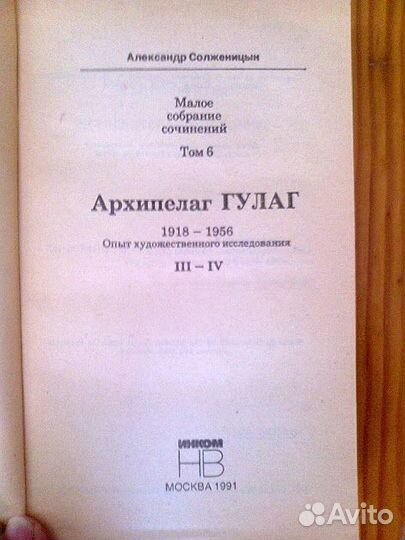 Александр Солженицын
Малое
собрание
сочинений
Том 6
Архипелаг ГУЛАГ
1918 – 1956
Опыт художественного исследования
III – IV
ИНКОМ
НВ
МОСКВА 1991
Avito